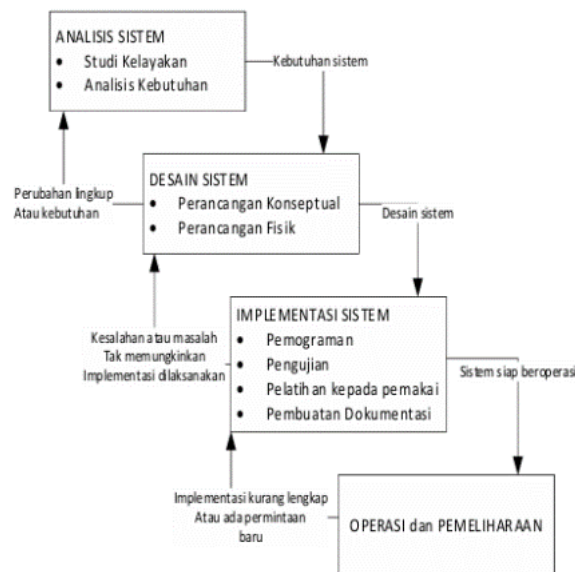 ANALISIS SISTEM
• Studi Kelayakan
• Analisis Kebutuhan
Kebutuhan sistem
Perubahan lingkup
Atau kebutuhan
DESAIN SISTEM
• Perancangan Konseptual
• Perancangan Fisik
Desain sistem
Kesalahan atau masalah
Tak memungkinkan
Implementasi dilaksanakan
IMPLEMENTASI SISTEM
• Pemograman
• Pengujian
• Pelatihan kepada pemakai
• Pembuatan Dokumentasi
Sistem siap beroperasi
Implementasi kurang lengkap
Atau ada permintaan
baru
OPERASI dan PEMELIHARAAN